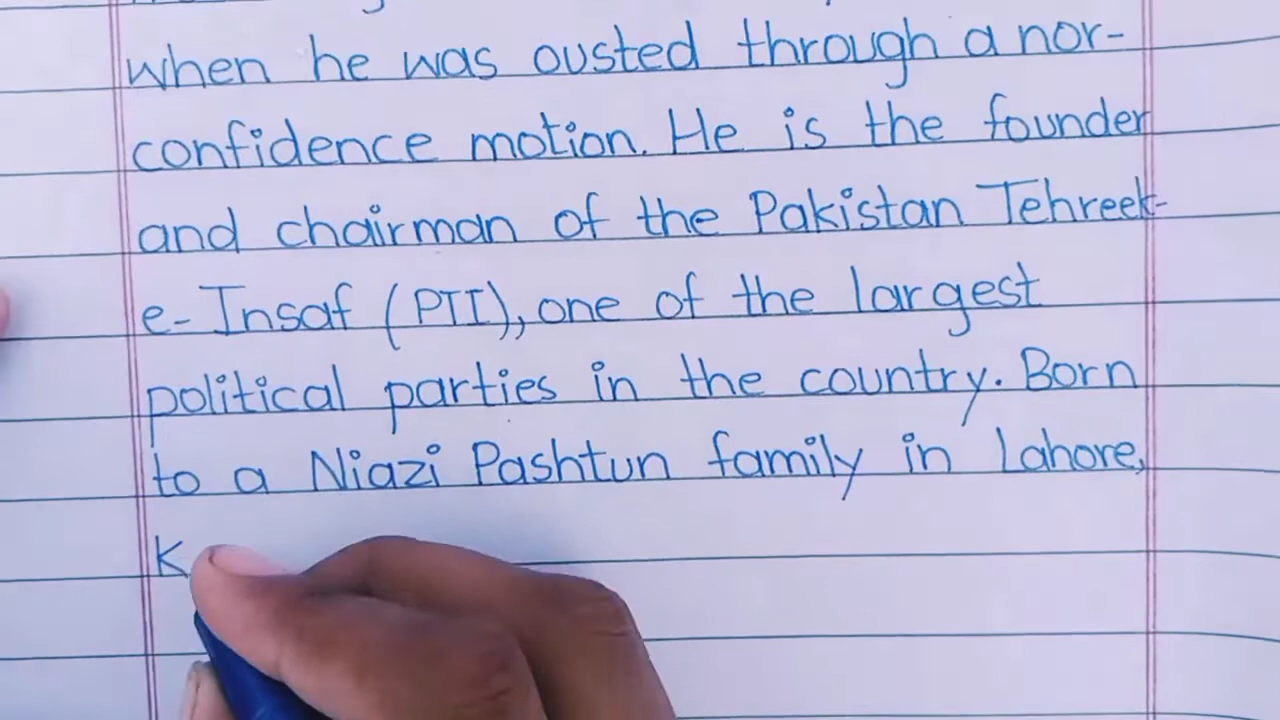 when he was ousted through a nor-
confidence motion. He is the founder
and chairman of the Pakistan Tehreek-
e-Insaf (PTI), one of the largest
political parties in the country. Born
to a Niazi Pashtun family in Lahore,
K